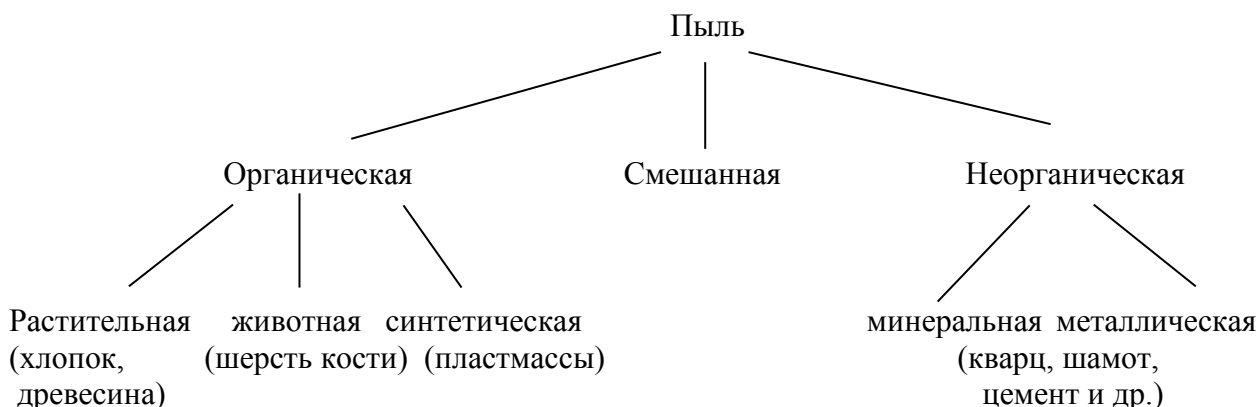 Пыль
Органическая Смешанная Неорганическая
Растительная животная синтетическая минеральная металлическая
(хлопок, (шерсть кости) (пластмассы) (кварц, шамот,
древесина) цемент и др.)